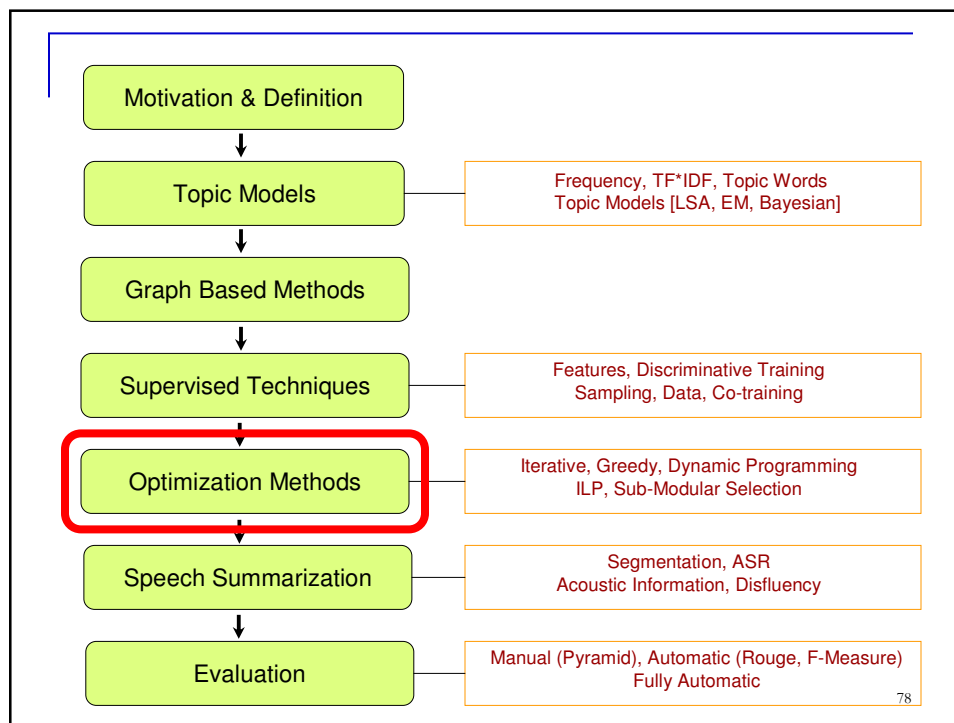 Motivation & Definition
Topic Models
Frequency, TF*IDF, Topic Words
Topic Models [LSA, EM, Bayesian]
Graph Based Methods
Supervised Techniques
Features, Discriminative Training
Sampling, Data, Co-training
Optimization Methods
Iterative, Greedy, Dynamic Programming
ILP, Sub-Modular Selection
Speech Summarization
Segmentation, ASR
Acoustic Information, Disfluency
Evaluation
Manual (Pyramid), Automatic (Rouge, F-Measure)
Fully Automatic
78